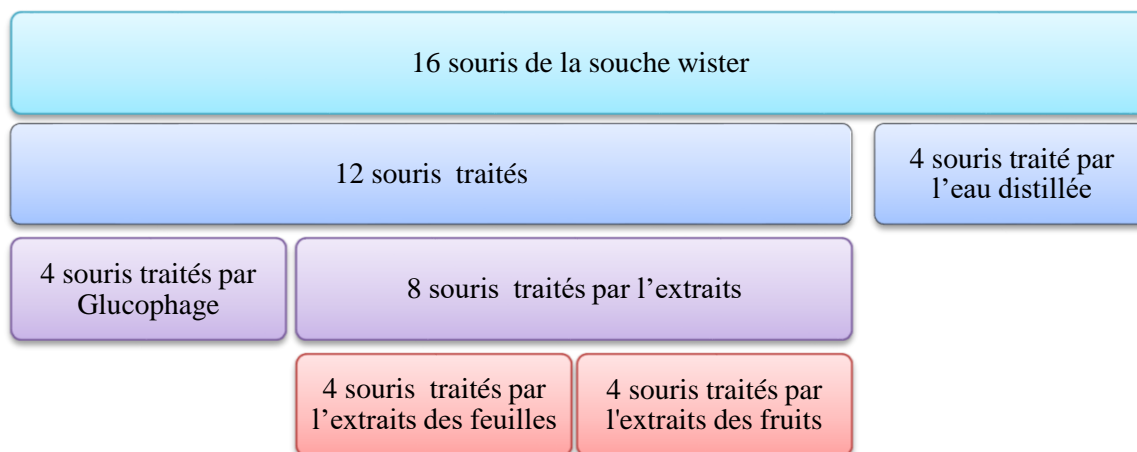 16 souris de la souche wister
12 souris  traités
4 souris traité par
l’eau distillée
4 souris traités par
Glucophage
8 souris  traités par l’extraits
4 souris  traités par
l’extraits des feuilles
4 souris traités par
l'extraits des fruits